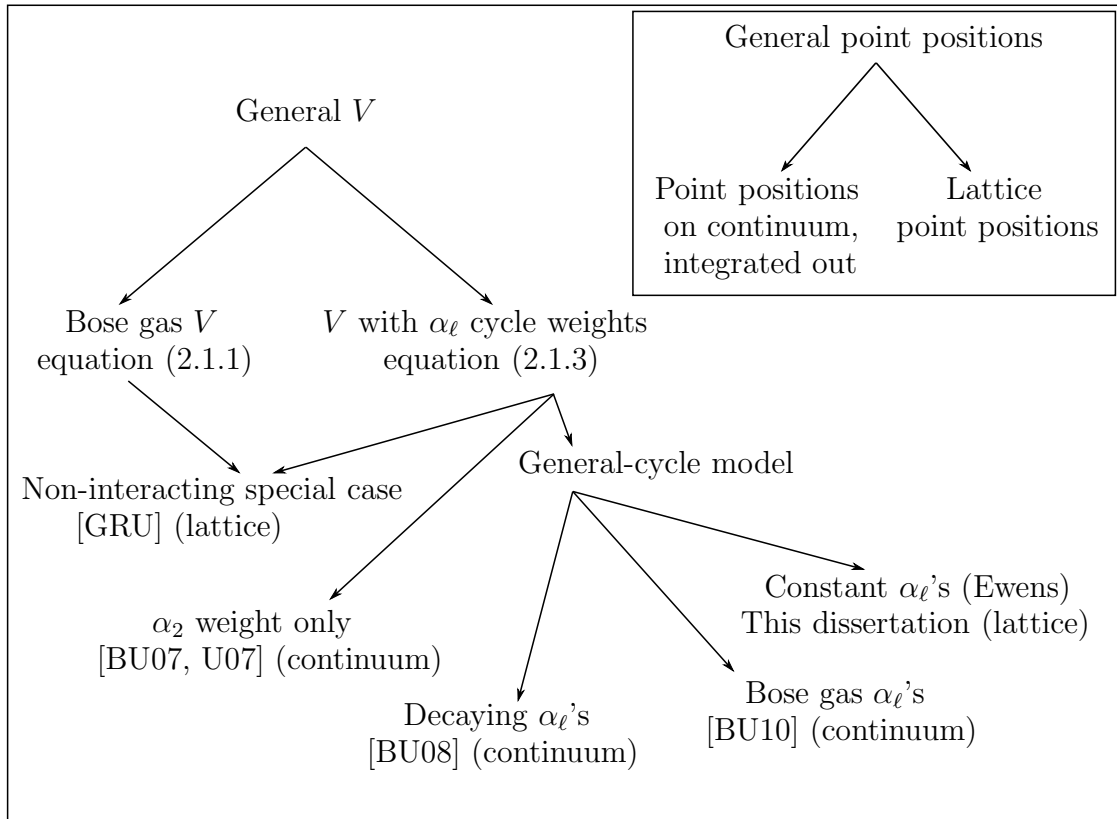 General point positions
General V
Point positions
on continuum,
integrated out
Lattice
point positions
Bose gas V
equation (2.1.1)
V with αℓ cycle weights
equation (2.1.3)
General-cycle model
Non-interacting special case
[GRU] (lattice)
Constant αℓ's (Ewens)
This dissertation (lattice)
α2 weight only
[BU07, U07] (continuum)
Bose gas αℓ's
[BU10] (continuum)
Decaying αℓ's
[BU08] (continuum)